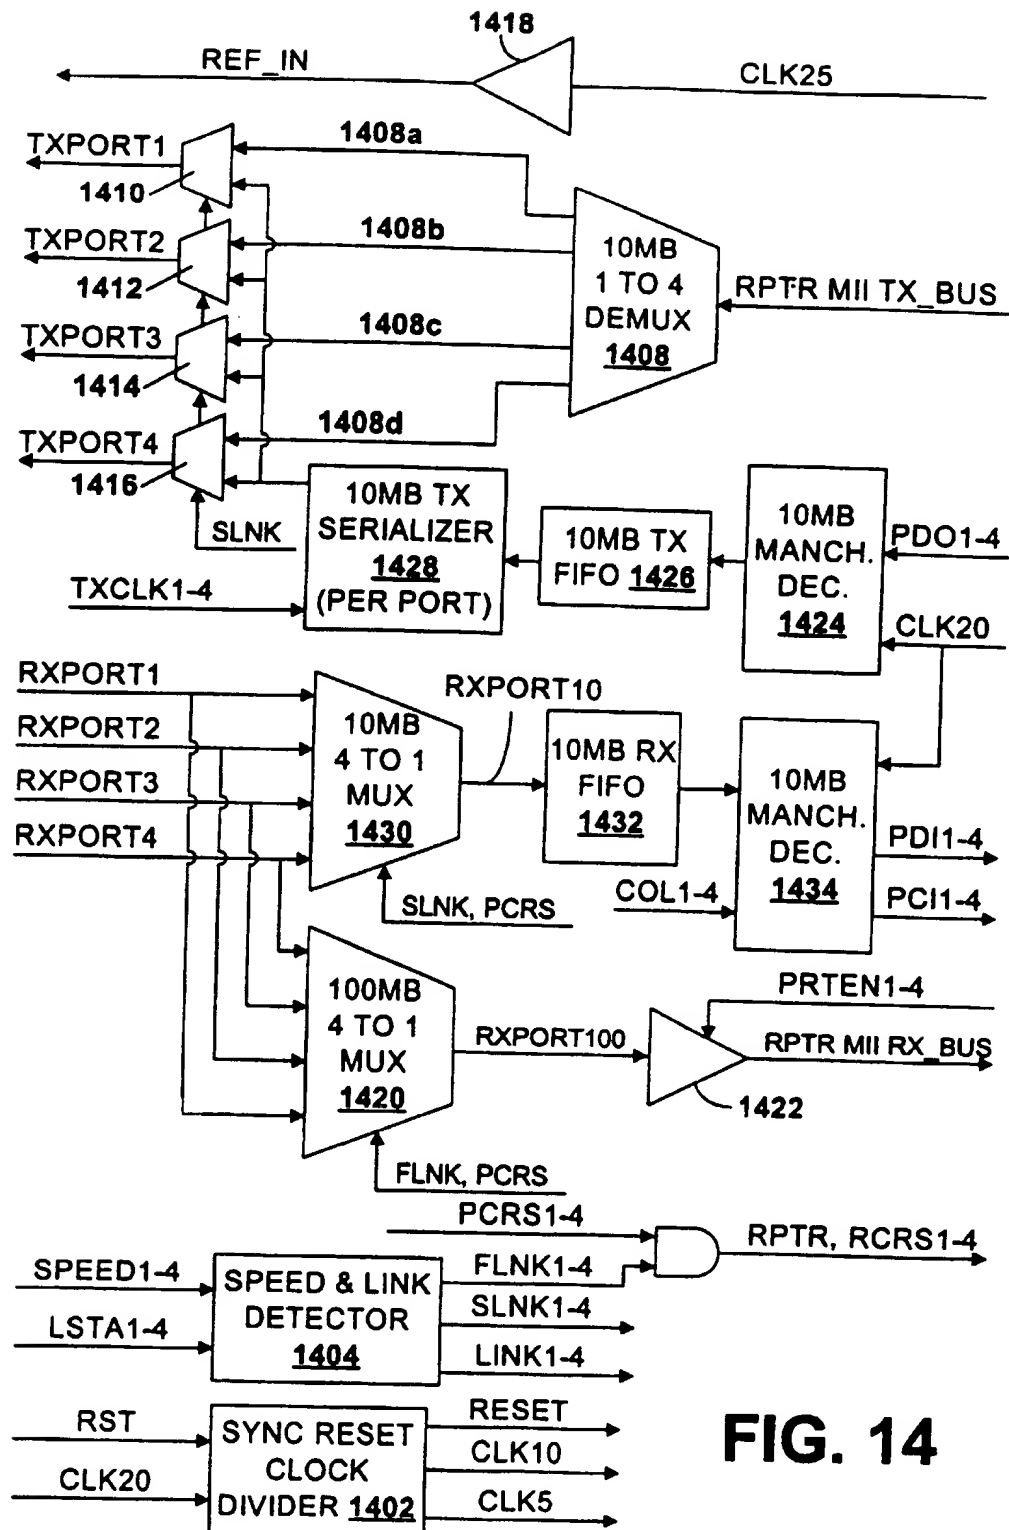 1418
REF_IN
CLK25
TXPORT1
1408a
1410
TXPORT2
1408b
10MB
1 TO 4
DEMUX
1408
RPTR MII TX_BUS
1412
TXPORT3
1408c
1414
TXPORT4
1408d
1416
SLNK
10MB TX
SERIALIZER
1428
(PER PORT)
10MB TX
FIFO 1426
10MB
MANCH.
DEC.
1424
PDO1-4
CLK20
TXCLK1-4
RXPORT1
RXPORT2
RXPORT3
RXPORT4
10MB
4 TO 1
MUX
1430
RXPORT10
10MB RX
FIFO
1432
10MB
MANCH.
DEC.
1434
PDI1-4
PCI1-4
COL1-4
SLNK, PCRS
100MB
4 TO 1
MUX
1420
RXPORT100
PRTEN1-4
RPTR MII RX_BUS
1422
FLNK, PCRS
PCRS1-4
RPTR, RCRS1-4
SPEED1-4
LSTA1-4
SPEED & LINK
DETECTOR
1404
FLNK1-4
SLNK1-4
LINK1-4
RST
CLK20
SYNC RESET
CLOCK
DIVIDER 1402
RESET
CLK10
CLK5
FIG. 14